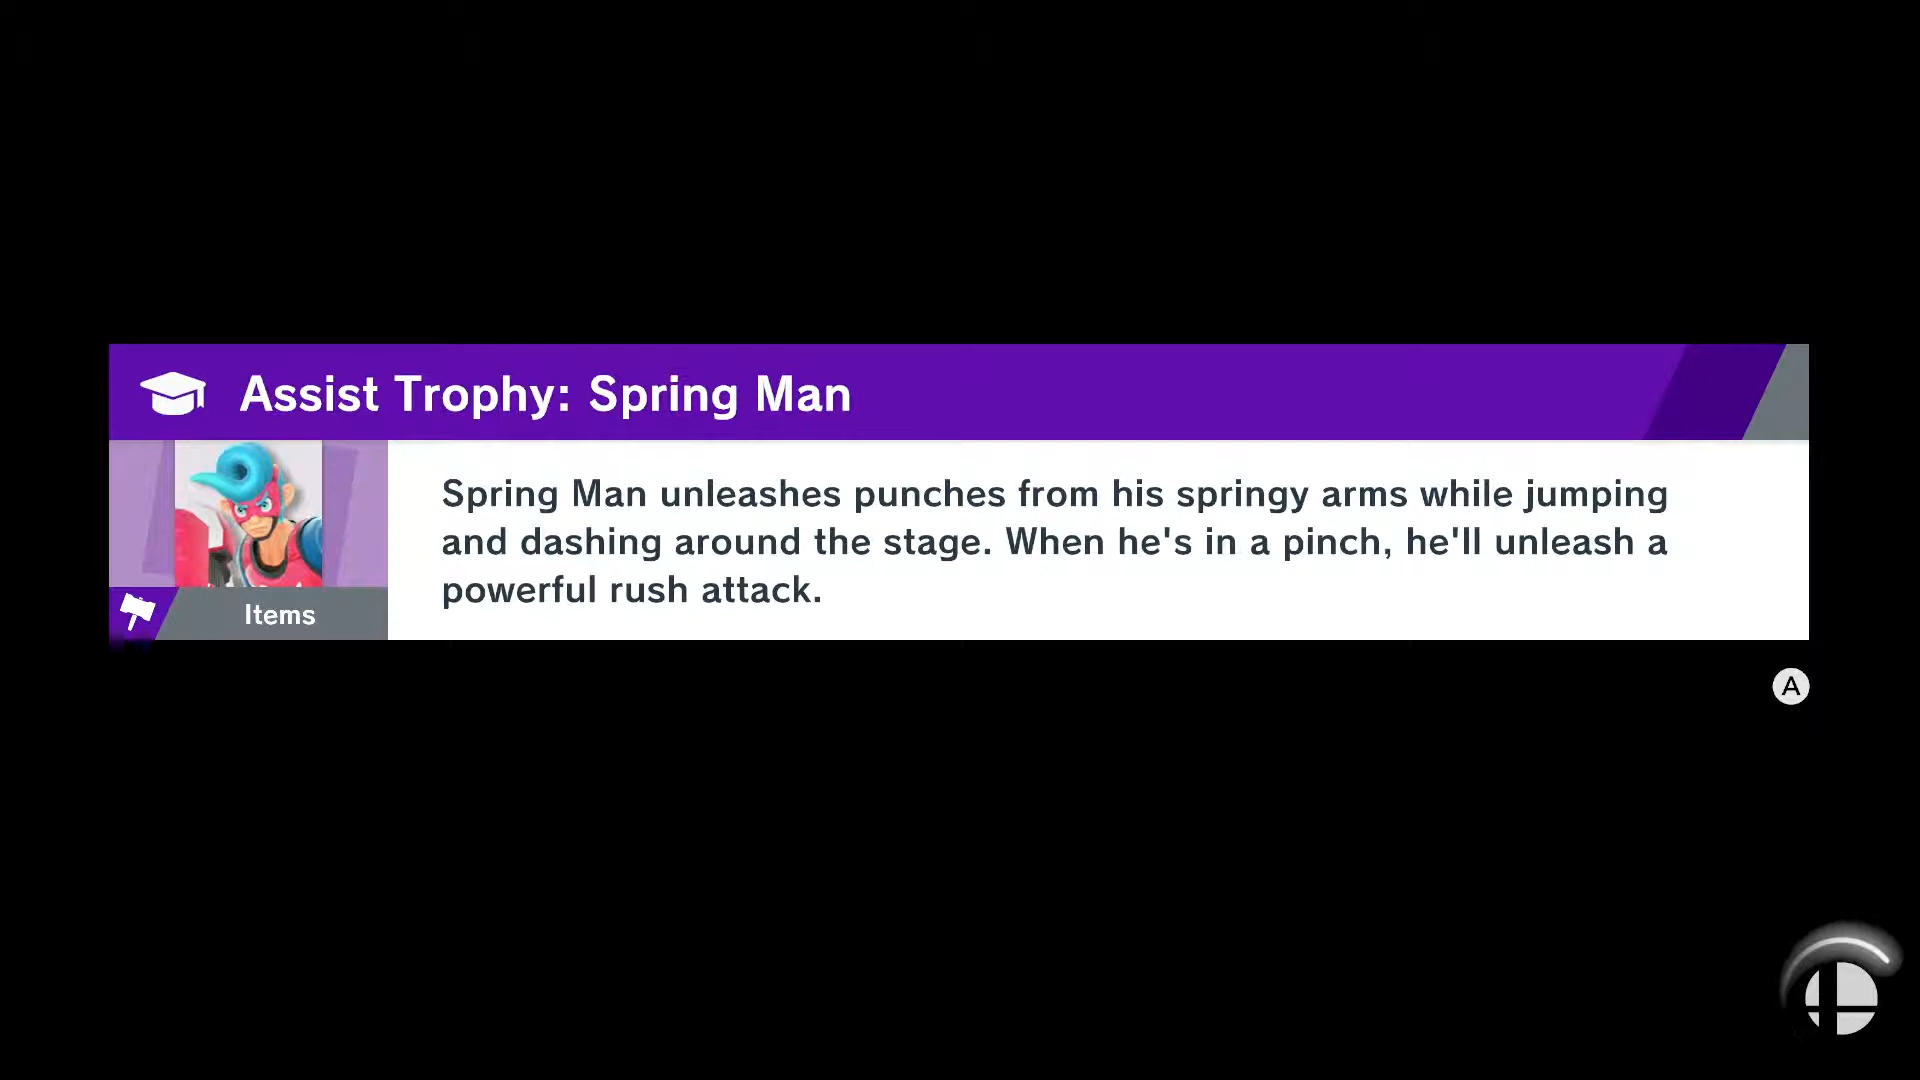 Assist Trophy: Spring Man
Spring Man unleashes punches from his springy arms while jumping
and dashing around the stage. When he's in a pinch, he'll unleash a
powerful rush attack.
Items
A